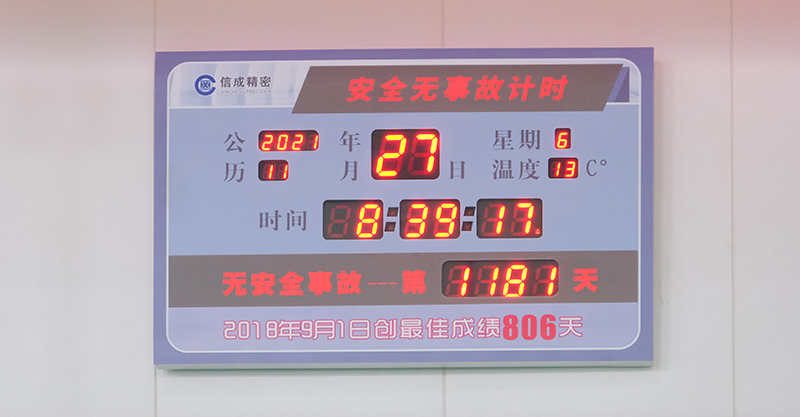 信成精密
XINCHENG PRECISION
安全无事故计时
公历 2021 年 11 月 27 日 星期 6
温度 13 C°
时间 8:39:17
无安全事故---第 1181 天
2018年9月1日创最佳成绩806天